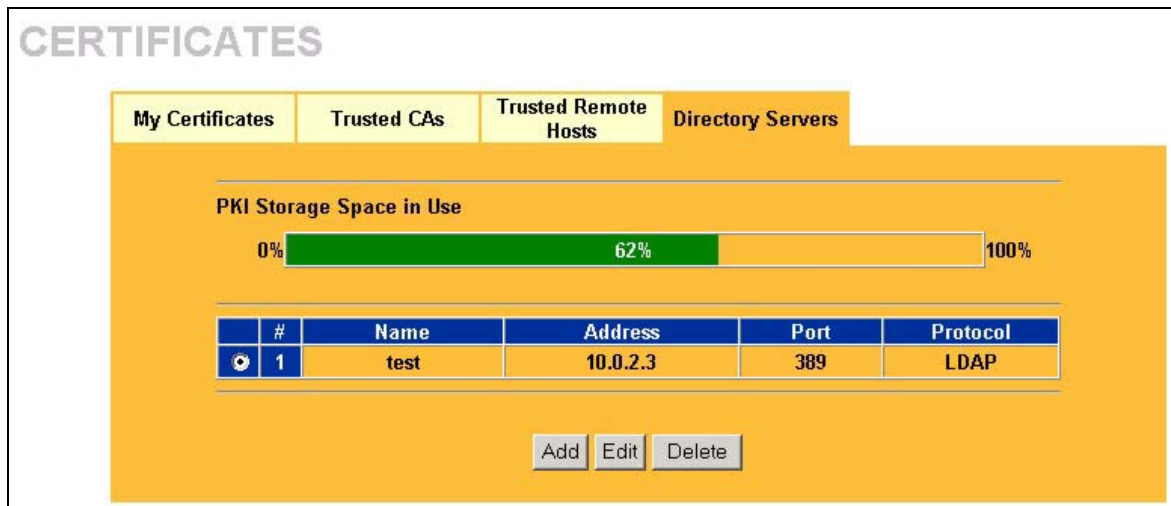 CERTIFICATES
My Certificates Trusted CAs Trusted Remote Hosts Directory Servers
PKI Storage Space in Use
0% 62% 100%
# Name Address Port Protocol
1 test 10.0.2.3 389 LDAP
Add Edit Delete